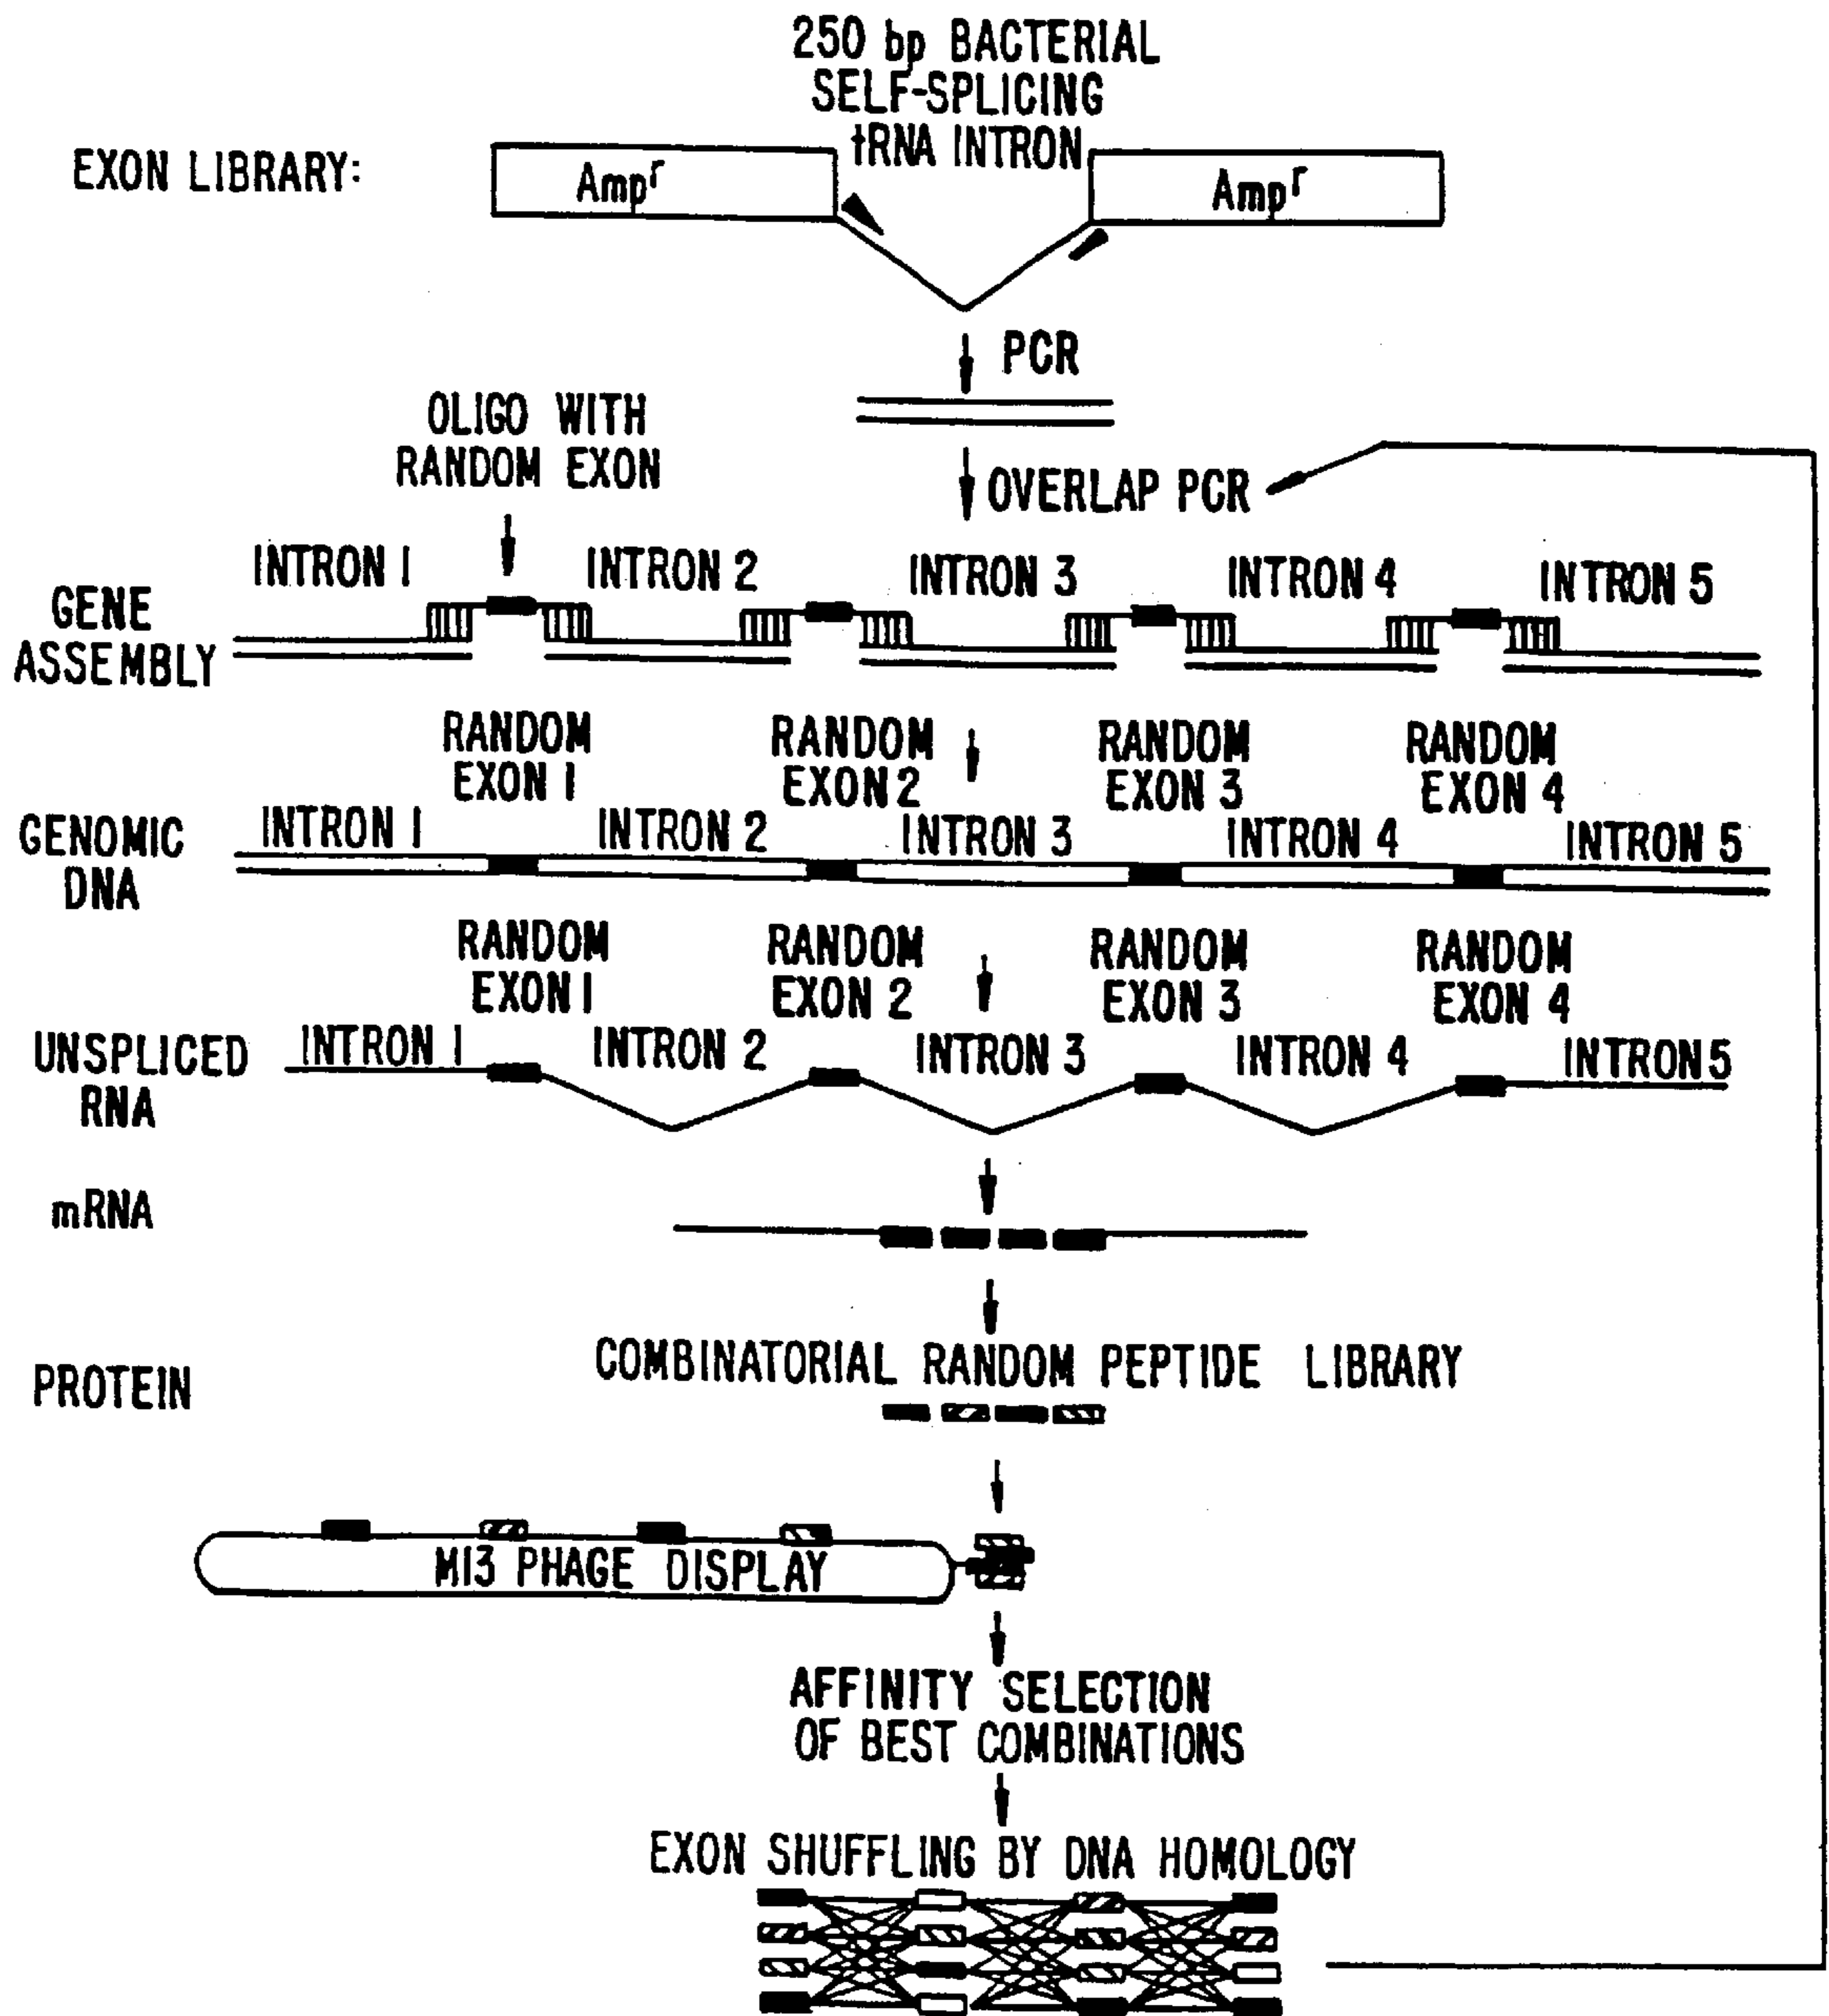 250 bp BACTERIAL
SELF-SPLICING
tRNA INTRON
EXON LIBRARY:
Ampr
Ampr
PCR
OLIGO WITH
RANDOM EXON
OVERLAP PCR
INTRON 1
INTRON 2
INTRON 3
INTRON 4
INTRON 5
GENE
ASSEMBLY
RANDOM
EXON 1
RANDOM
EXON 2
RANDOM
EXON 3
RANDOM
EXON 4
GENOMIC
DNA
INTRON 1
INTRON 2
INTRON 3
INTRON 4
INTRON 5
RANDOM
EXON 1
RANDOM
EXON 2
RANDOM
EXON 3
RANDOM
EXON 4
UNSPLICED
RNA
INTRON 1
INTRON 2
INTRON 3
INTRON 4
INTRON 5
mRNA
PROTEIN
COMBINATORIAL RANDOM PEPTIDE LIBRARY
M13 PHAGE DISPLAY
AFFINITY SELECTION
OF BEST COMBINATIONS
EXON SHUFFLING BY DNA HOMOLOGY